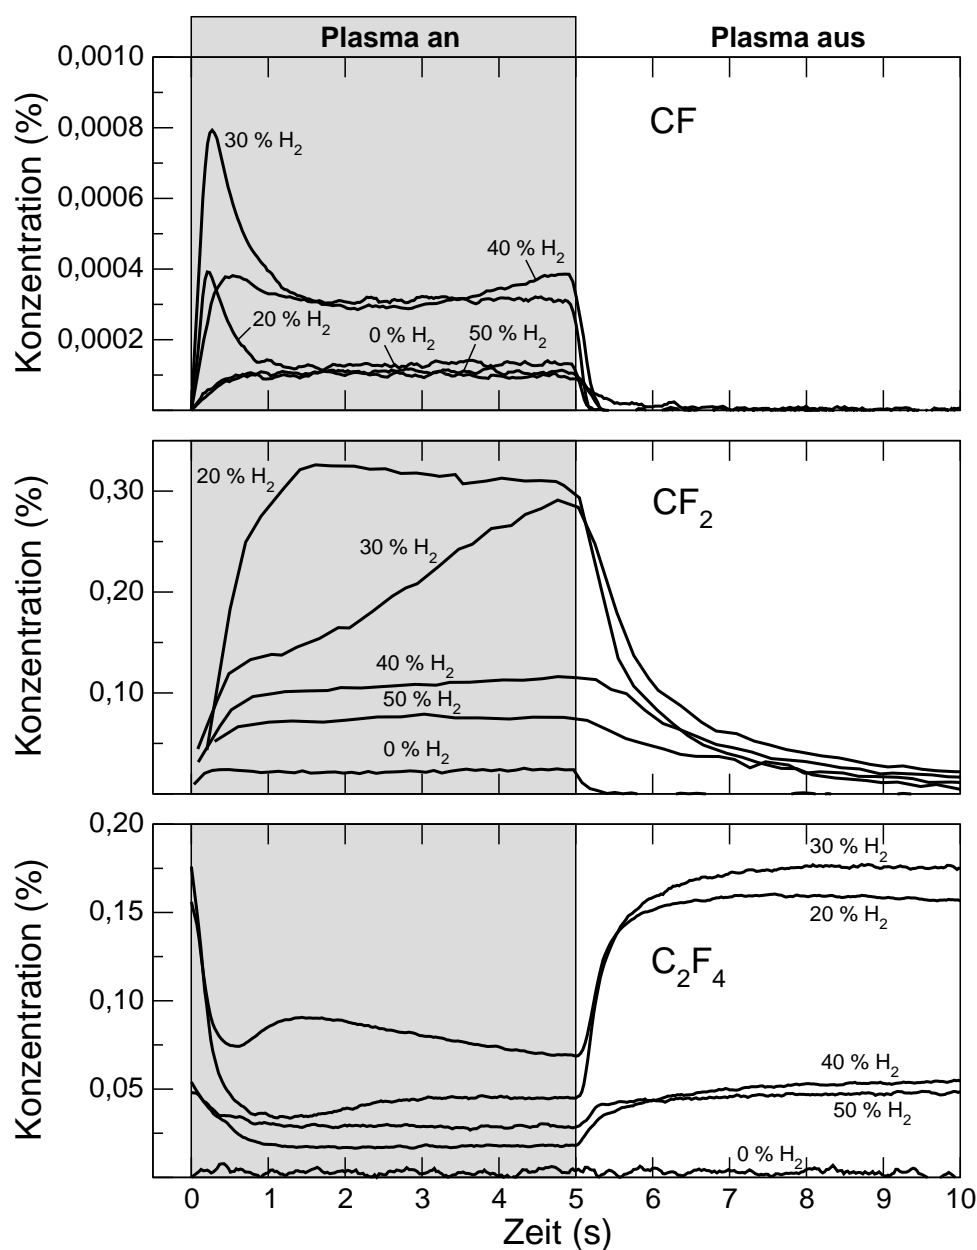 Plasma an
Plasma aus
0,0010
0,0008
0,0006
0,0004
0,0002
Konzentration (%)
CF
30 % H2
40 % H2
20 % H2
0 % H2
50 % H2
0,30
0,20
0,10
Konzentration (%)
CF2
20 % H2
30 % H2
40 % H2
50 % H2
0 % H2
0,20
0,15
0,10
0,05
Konzentration (%)
C2F4
30 % H2
20 % H2
40 % H2
50 % H2
0 % H2
0 1 2 3 4 5 6 7 8 9 10
Zeit (s)